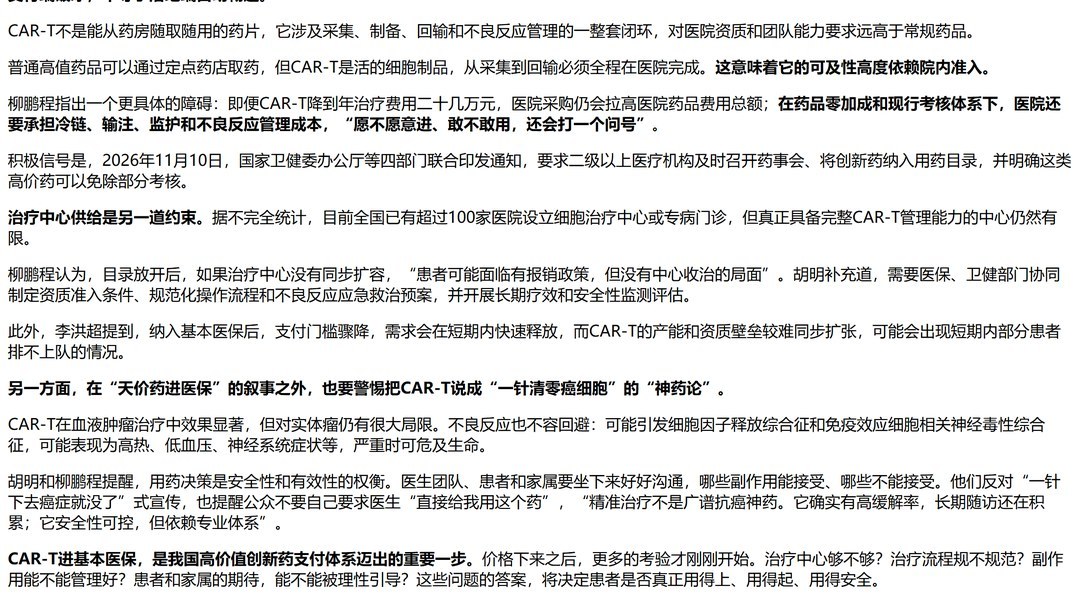 CAR-T不是能从药房随取随用的药片，它涉及采集、制备、回输和不良反应管理的一整套闭环，对医院资质和团队能力要求远高于常规药品。
普通高值药品可以通过定点药店取药，但CAR-T是活的细胞制品，从采集到回输必须全程在医院完成。这意味着它的可及性高度依赖院内准入。
柳鹏程指出一个更具体的障碍：即便CAR-T降到年治疗费用二十几万元，医院采购仍会拉高医院药品费用总额；在药品零加成和现行考核体系下，医院还
要承担冷链、输注、监护和不良反应管理成本，“愿不愿意进、敢不敢用，还会打一个问号”。
积极信号是，2026年11月10日，国家卫健委办公厅等四部门联合印发通知，要求二级以上医疗机构及时召开药事会、将创新药纳入用药目录，并明确这类
高价药可以免除部分考核。
治疗中心供给是另一道约束。据不完全统计，目前全国已有超过100家医院设立细胞治疗中心或专病门诊，但真正具备完整CAR-T管理能力的中心仍然有
限。
柳鹏程认为，目录放开后，如果治疗中心没有同步扩容，“患者可能面临有报销政策，但没有中心收治的局面”。胡明补充道，需要医保、卫健部门协同
制定资质准入条件、规范化操作流程和不良反应应急救治预案，并开展长期疗效和安全性监测评估。
此外，李洪超提到，纳入基本医保后，支付门槛骤降，需求会在短期内快速释放，而CAR-T的产能和资质壁垒较难同步扩张，可能会出现短期内部分患者
排不上队的情况。
另一方面，在“天价药进医保”的叙事之外，也要警惕把CAR-T说成“一针清零癌细胞”的“神药论”。
CAR-T在血液肿瘤治疗中效果显著，但对实体瘤仍有很大局限。不良反应也不容回避：可能引发细胞因子释放综合征和免疫效应细胞相关神经毒性综合
征，可能表现为高热、低血压、神经系统症状等，严重时可危及生命。
胡明和柳鹏程提醒，用药决策是安全性和有效性的权衡。医生团队、患者和家属要坐下来好好沟通，哪些副作用能接受、哪些不能接受。他们反对“一针
下去癌症就没了”式宣传，也提醒公众不要自己要求医生“直接给我用这个药”，“精准治疗不是广谱抗癌神药。它确实有高缓解率，长期随访还在积
累；它安全性可控，但依赖专业体系”。
CAR-T进基本医保，是我国高价值创新药支付体系迈出的重要一步。价格下来之后，更多的考验才刚刚开始。治疗中心够不够？治疗流程规不规范？副作
用能不能管理好？患者和家属的期待，能不能被理性引导？这些问题的答案，将决定患者是否真正用得上、用得起、用得安全。